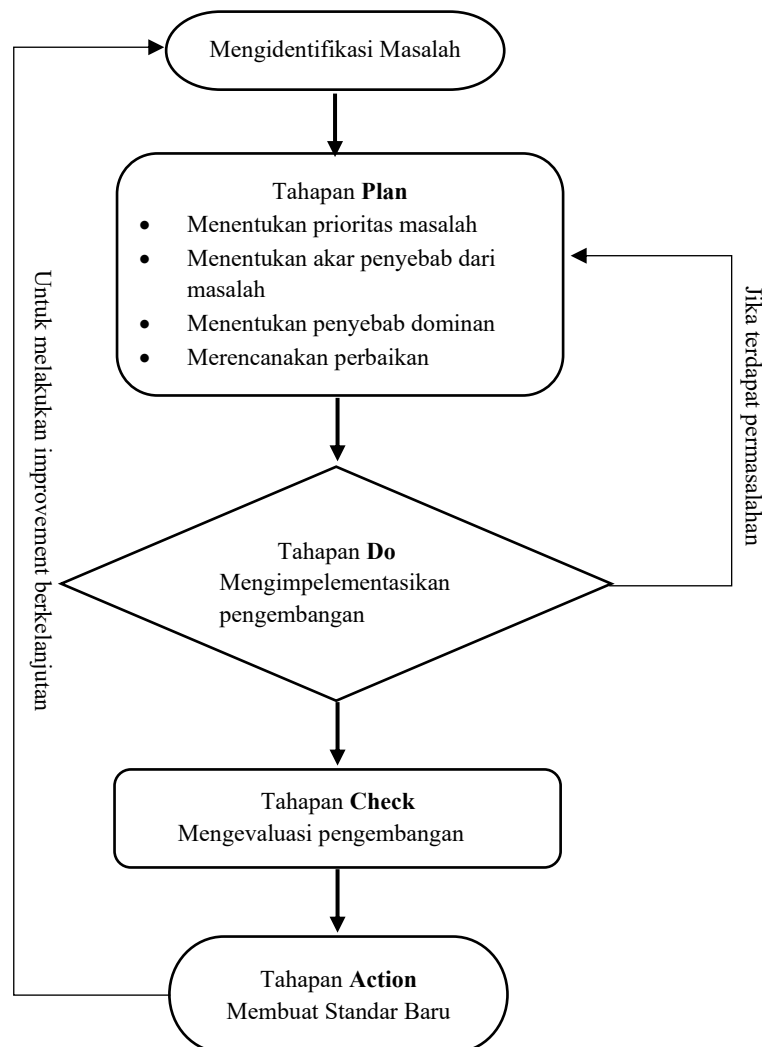 Mengidentifikasi Masalah
Tahapan Plan
• Menentukan prioritas masalah
• Menentukan akar penyebab dari
masalah
• Menentukan penyebab dominan
• Merencanakan perbaikan
Untuk melakukan improvement berkelanjutan
Jika terdapat permasalahan
Tahapan Do
Mengimpelementasikan
pengembangan
Tahapan Check
Mengevaluasi pengembangan
Tahapan Action
Membuat Standar Baru